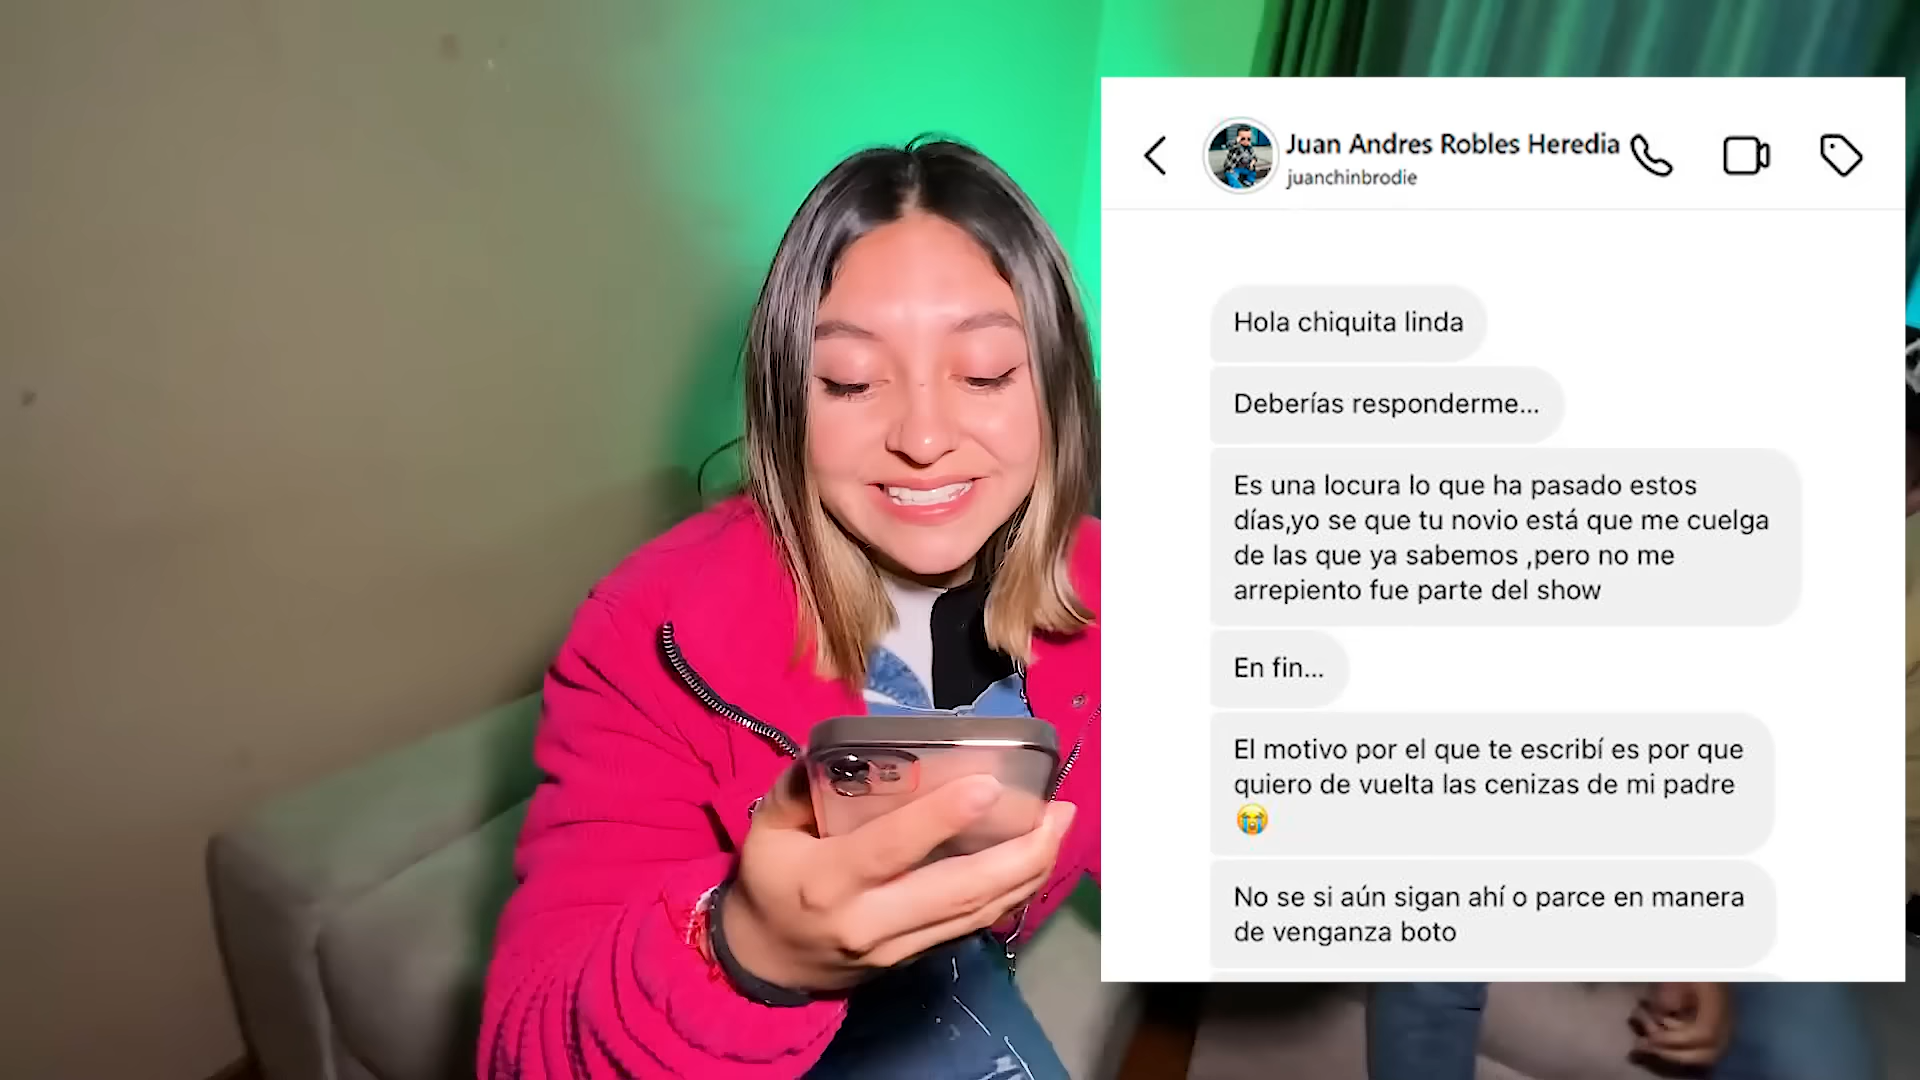 Juan Andres Robles Heredia
juanchinbrodie
Hola chiquita linda
Deberías responderme...
Es una locura lo que ha pasado estos
días,yo se que tu novio está que me cuelga
de las que ya sabemos ,pero no me
arrepiento fue parte del show
En fin...
El motivo por el que te escribí es por que
quiero de vuelta las cenizas de mi padre
😭
No se si aún sigan ahí o parce en manera
de venganza boto